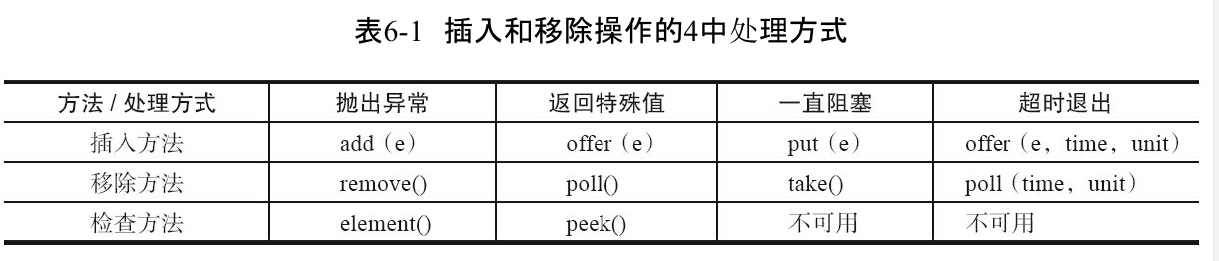 表6-1 插入和移除操作的4中处理方式
方法 / 处理方式 抛出异常 返回特殊值 一直阻塞 超时退出
插入方法 add（e） offer（e） put（e） offer（e，time，unit）
移除方法 remove() poll() take() poll（time，unit）
检查方法 element() peek() 不可用 不可用